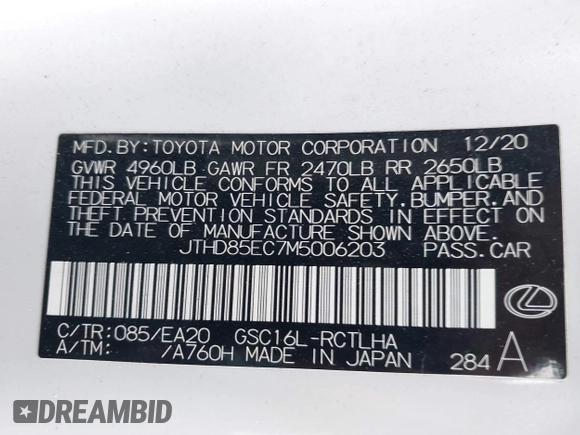 MFD.BY:TOYOTA MOTOR CORPORATION 12/20
GVWR 4960LB GAWR FR 2470LB RR 2650LB
THIS VEHICLE CONFORMS TO ALL APPLICABLE
FEDERAL MOTOR VEHICLE SAFETY, BUMPER, AND
THEFT PREVENTION STANDARDS IN EFFECT ON
THE DATE OF MANUFACTURE SHOWN ABOVE.
JTHD85EC7M5006203 PASS.CAR
C/TR:085/EA20 GSC16L-RCTLHA
A/TM: /A760H MADE IN JAPAN 284 A
DREAMBID